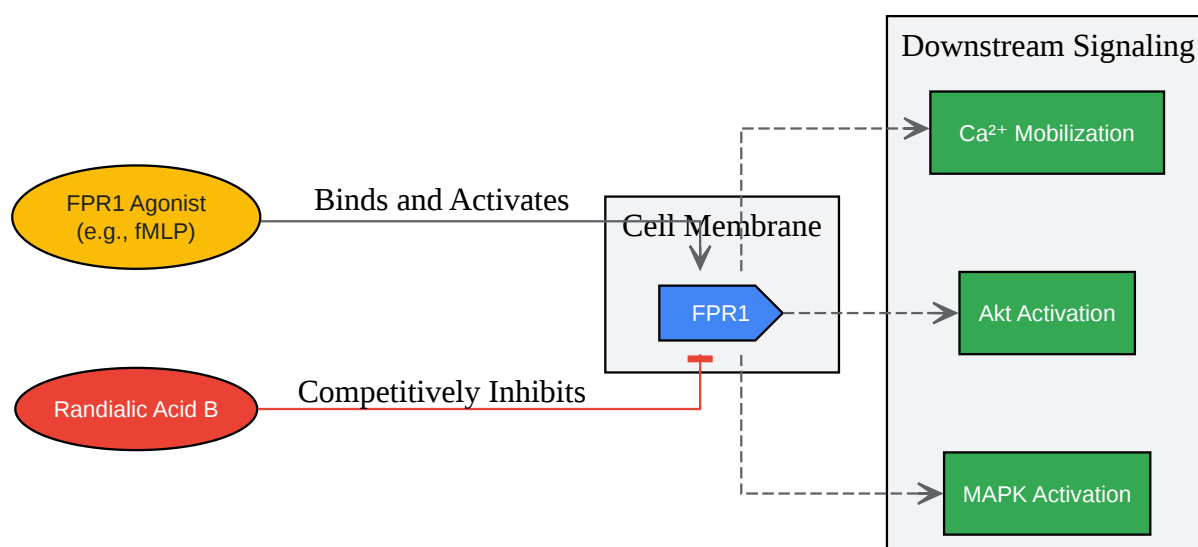 Downstream Signaling
Ca²⁺ Mobilization
FPR1 Agonist
(e.g., fMLP)
Binds and Activates
Cell Membrane
FPR1
Akt Activation
Randialic Acid B
Competitively Inhibits
MAPK Activation